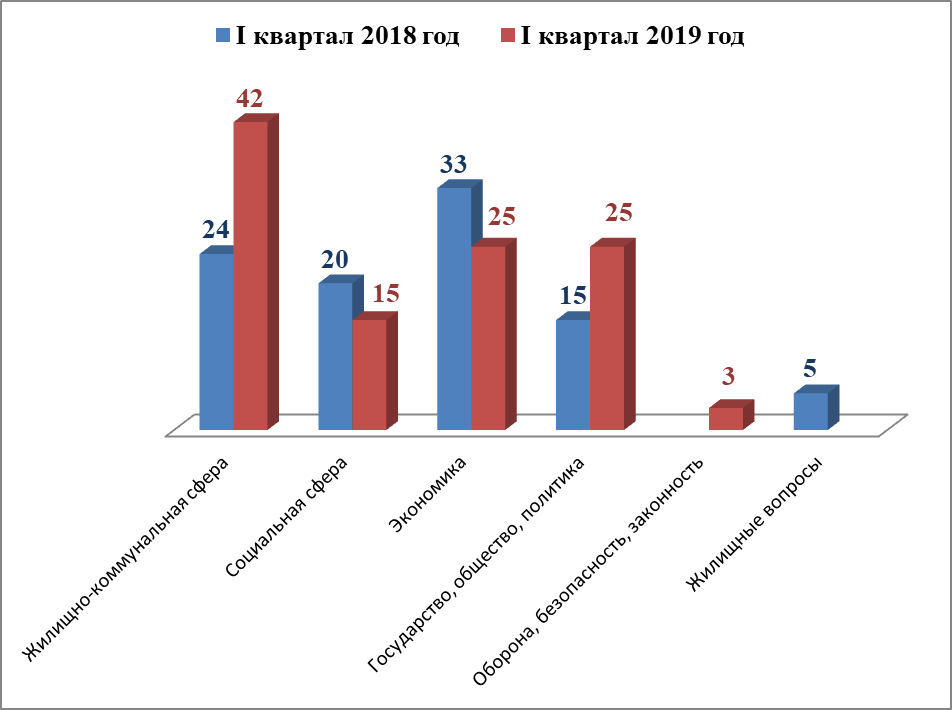 I квартал 2018 год I квартал 2019 год
42
24
20
15
33
25
15
25
3
5
Жилищно-коммунальная сфера
Социальная сфера
Экономика
Государство, общество, политика
Оборона, безопасность, законность
Жилищные вопросы